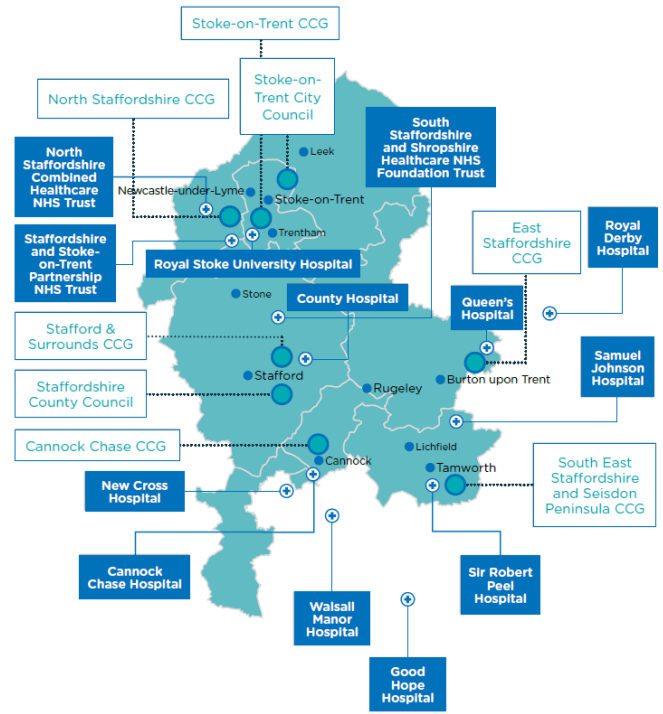 Stoke-on-Trent CCG
Stoke-on-
Trent City
Council
North Staffordshire CCG
South
Staffordshire
and Shropshire
Healthcare NHS
Foundation Trust
North
Staffordshire
Combined
Healthcare
NHS Trust
Leek
Newcastle-under-Lyme
Stoke-on-Trent
Trentham
East
Staffordshire
CCG
Royal
Derby
Hospital
Staffordshire
and Stoke-
on-Trent
Partnership
NHS Trust
Royal Stoke University Hospital
Stone
County Hospital
Queen's
Hospital
Stafford &
Surrounds CCG
Samuel
Johnson
Hospital
Stafford
Rugeley
Burton upon Trent
Staffordshire
County Council
Cannock Chase CCG
Cannock
Lichfield
Tamworth
South East
Staffordshire
and Seisdon
Peninsula CCG
New Cross
Hospital
Cannock
Chase Hospital
Sir Robert
Peel
Hospital
Walsall
Manor
Hospital
Good
Hope
Hospital